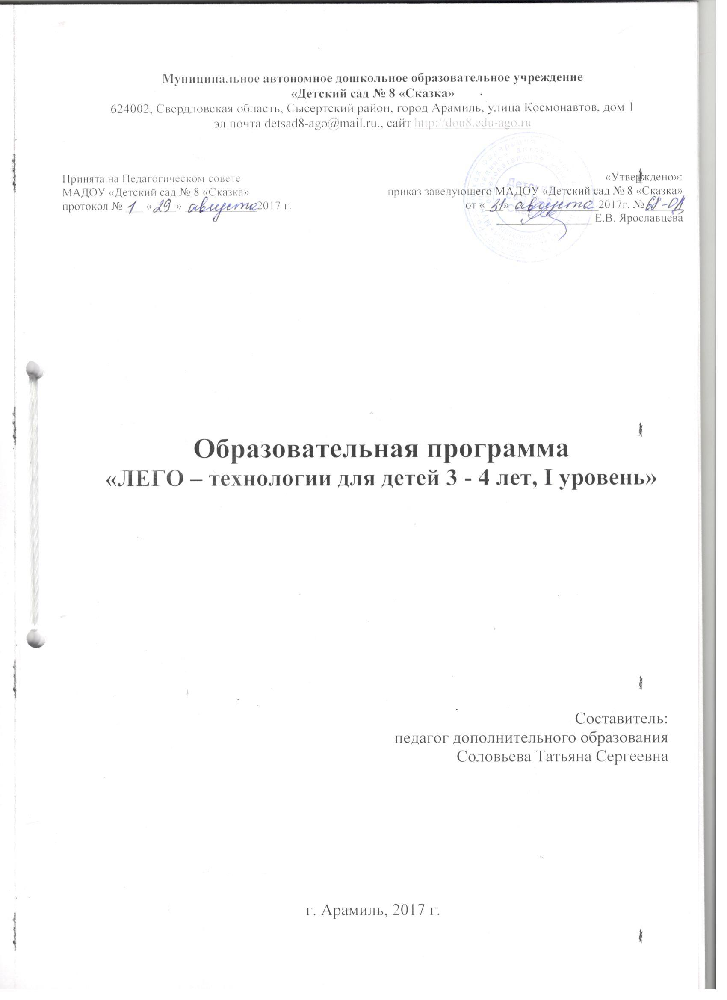 Муниципальное автономное дошкольное образовательное учреждение
«Детский сад № 8 «Сказка»
624002, Свердловская область, Сысертский район, город Арамиль, улица Космонавтов, дом 1
эл.почта detsad8-ago@mail.ru., сайт http://dou8.edu-ago.ru
Принята на Педагогическом совете
МАДОУ «Детский сад № 8 «Сказка»
протокол № 1 «29» августа 2017 г.
«Утверждено»:
приказ заведующего МАДОУ «Детский сад № 8 «Сказка»
от «31» августа 2017г. № 68-ОД
Е.В. Ярославцева
Образовательная программа
«ЛЕГО – технологии для детей 3 - 4 лет, I уровень»
Составитель:
педагог дополнительного образования
Соловьева Татьяна Сергеевна
г. Арамиль, 2017 г.